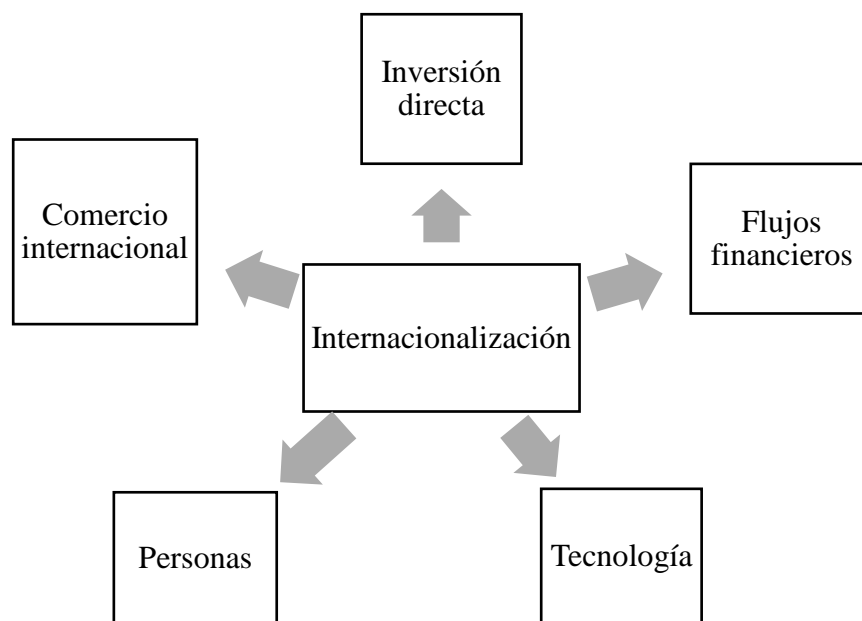 Inversión
directa
Comercio
internacional
Flujos
financieros
Internacionalización
Personas
Tecnología